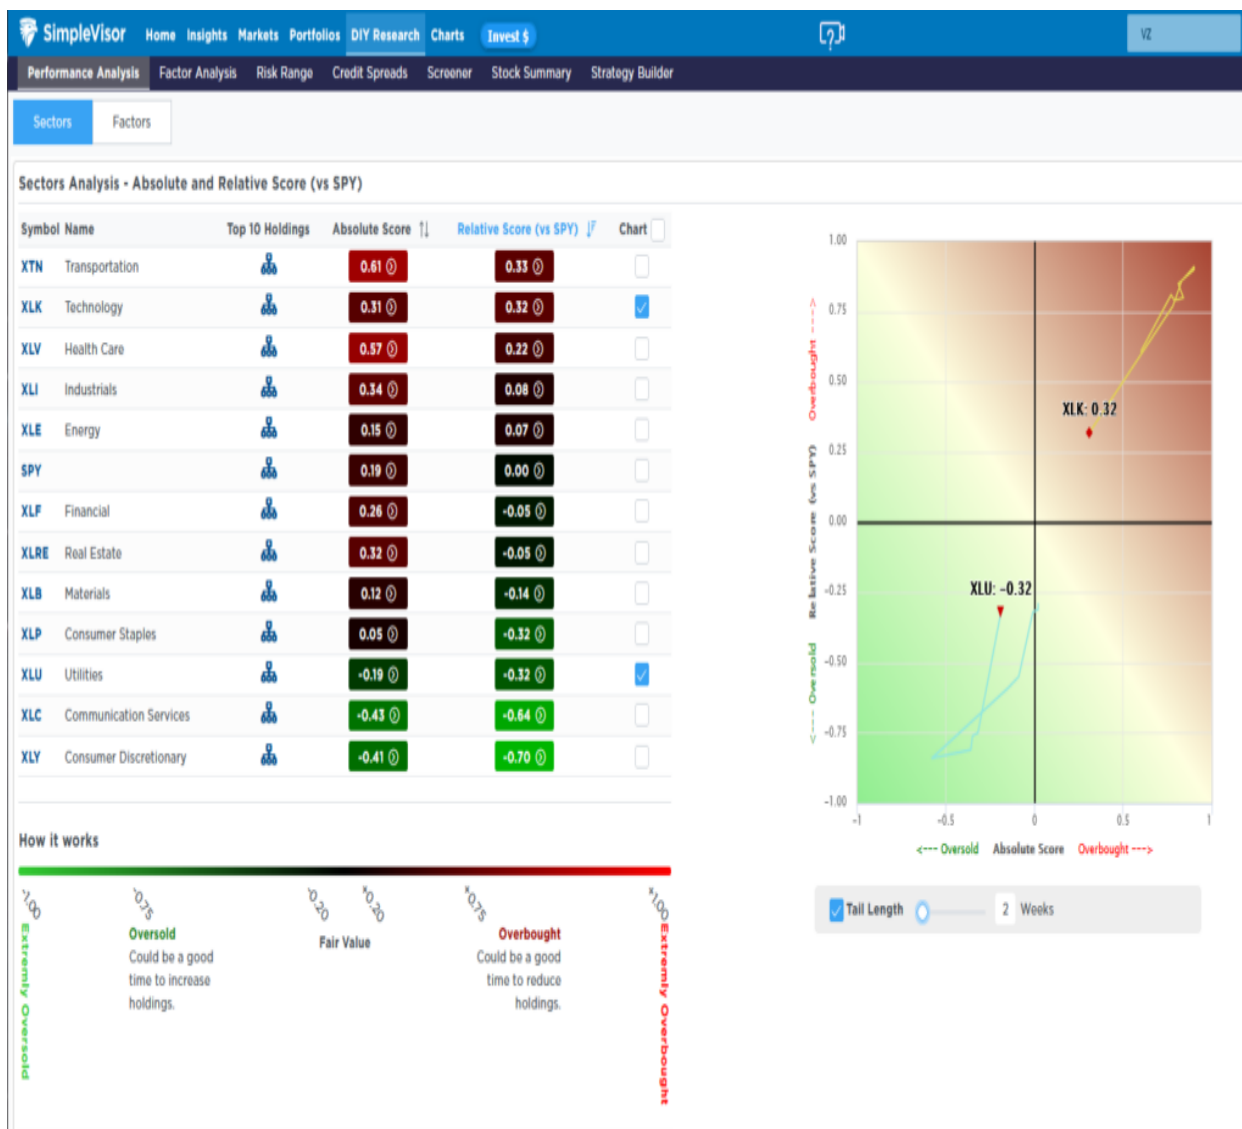 SimpleVisor Home Insights Markets Portfolios DIY Research Charts Invest $ VZ
Performance Analysis Factor Analysis Risk Range Credit Spreads Screener Stock Summary Strategy Builder
Sectors Factors
Sectors Analysis - Absolute and Relative Score (vs SPY)
Symbol Name Top 10 Holdings Absolute Score Relative Score (vs SPY) Chart
XTN Transportation 0.61 0.33
XLK Technology 0.31 0.32
XLV Health Care 0.57 0.22
XLI Industrials 0.34 0.08
XLE Energy 0.15 0.07
SPY 0.19 0.00
XLF Financial 0.26 -0.05
XLRE Real Estate 0.32 -0.05
XLB Materials 0.12 -0.14
XLP Consumer Staples 0.05 -0.32
XLU Utilities -0.19 -0.32
XLC Communication Services -0.43 -0.64
XLY Consumer Discretionary -0.41 -0.70
How it works
-1.00 -0.75 -0.20 +0.20 +0.75 +1.00
Extremly Oversold
Oversold
Could be a good
time to increase
holdings.
Fair Value
Overbought
Could be a good
time to reduce
holdings.
Extremly Overbought
<--- Oversold Relative Score (vs SPY) Overbought --->
1.00
0.75
0.50
0.25
0.00
-0.25
-0.50
-0.75
-1.00
XLK: 0.32
XLU: -0.32
-1 -0.5 0 0.5 1
<--- Oversold Absolute Score Overbought --->
Tail Length 2 Weeks